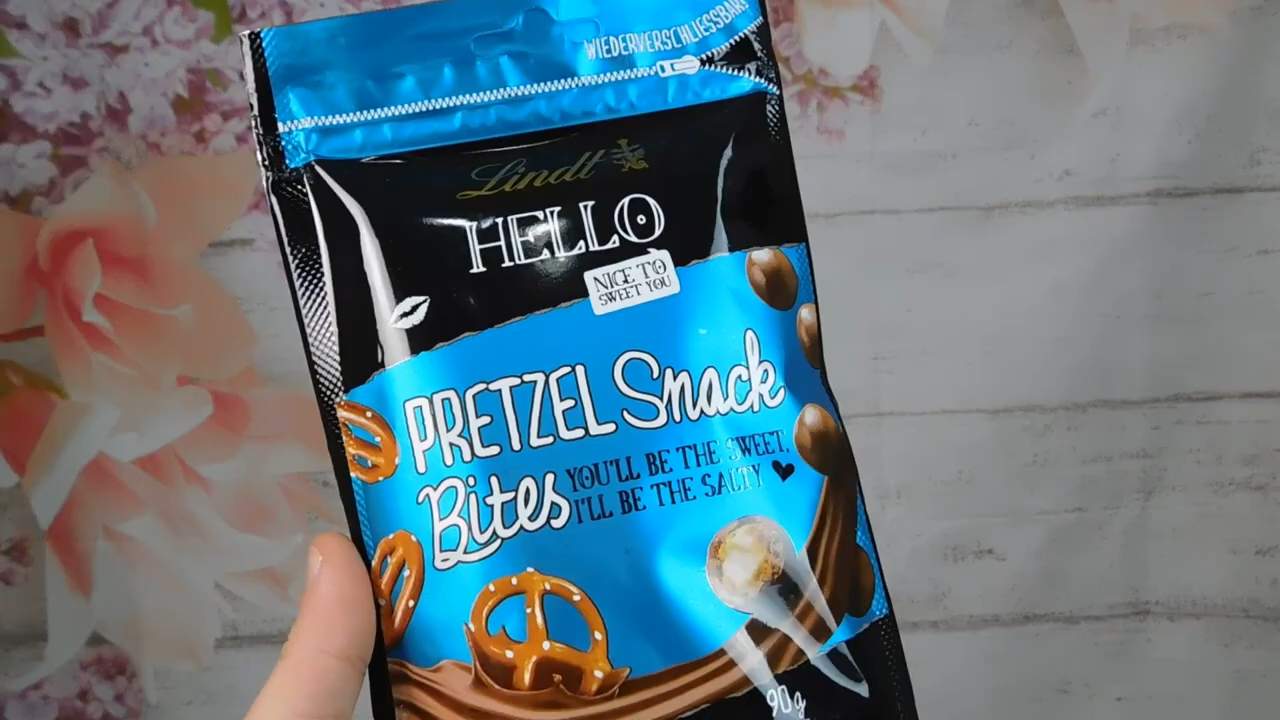 WIEDERVERSCHLIESSBAR!
Lindt
HELLO
NICE TO
SWEET YOU
PRETZEL Snack
Bites
YOU'LL BE THE SWEET,
I'LL BE THE SALTY
90g